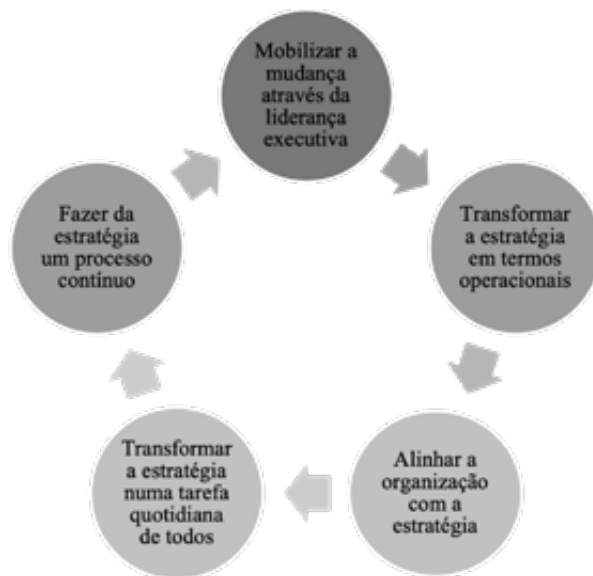 Mobilizar a
mudança
através da
liderança
executiva
Transformar
a estratégia
em termos
operacionais
Alinhar a
organização
com a
estratégia
Transformar
a estratégia
numa tarefa
quotidiana
de todos
Fazer da
estratégia
um processo
contínuo